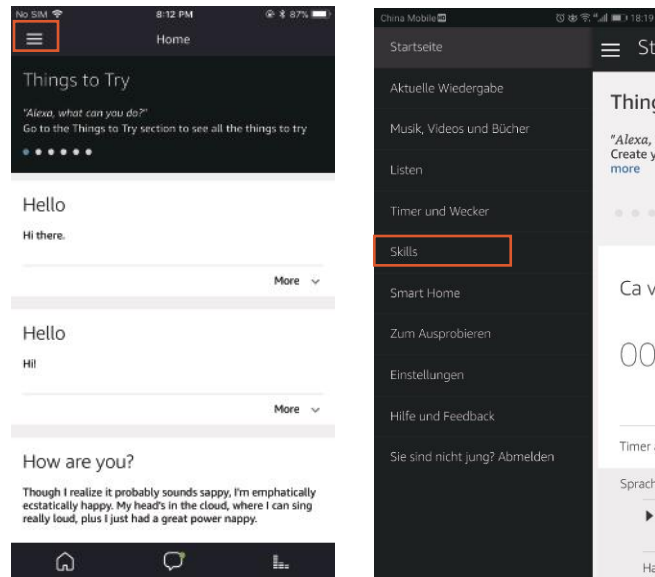 No SIM 8:12 PM 87%
Home
Things to Try
"Alexa, what can you do?"
Go to the Things to Try section to see all the things to try
Hello
Hi there.
More
Hello
Hi!
More
How are you?
Though I realize it probably sounds sappy, I'm emphatically
ecstatically happy. My head's in the cloud, where I can sing
really loud, plus I just had a great power nappy.
China Mobile HD 18:19
Startseite
Aktuelle Wiedergabe
Musik, Videos und Bücher
Listen
Timer und Wecker
Skills
Smart Home
Zum Ausprobieren
Einstellungen
Hilfe und Feedback
Sie sind nicht jung? Abmelden
St
Thing
"Alexa,
Create y
more
Ca v
00
Timer
Sprach
Ha